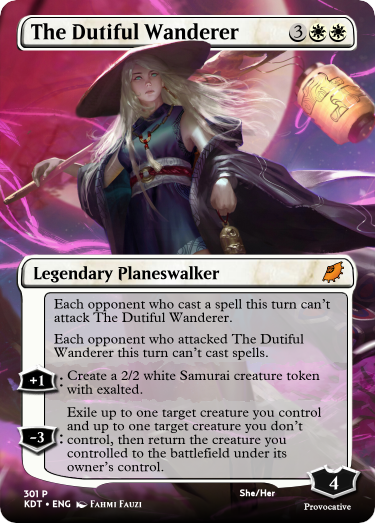 The Dutiful Wanderer 3
Legendary Planeswalker
Each opponent who cast a spell this turn can't
attack The Dutiful Wanderer.
Each opponent who attacked The Dutiful
Wanderer this turn can't cast spells.
+1 : Create a 2/2 white Samurai creature token
with exalted.
Exile up to one target creature you control
and up to one target creature you don't
-3 : control, then return the creature you
controlled to the battlefield under its
owner's control.
4
301 P She/Her
KDT • ENG Fahmi Fauzi Provocative